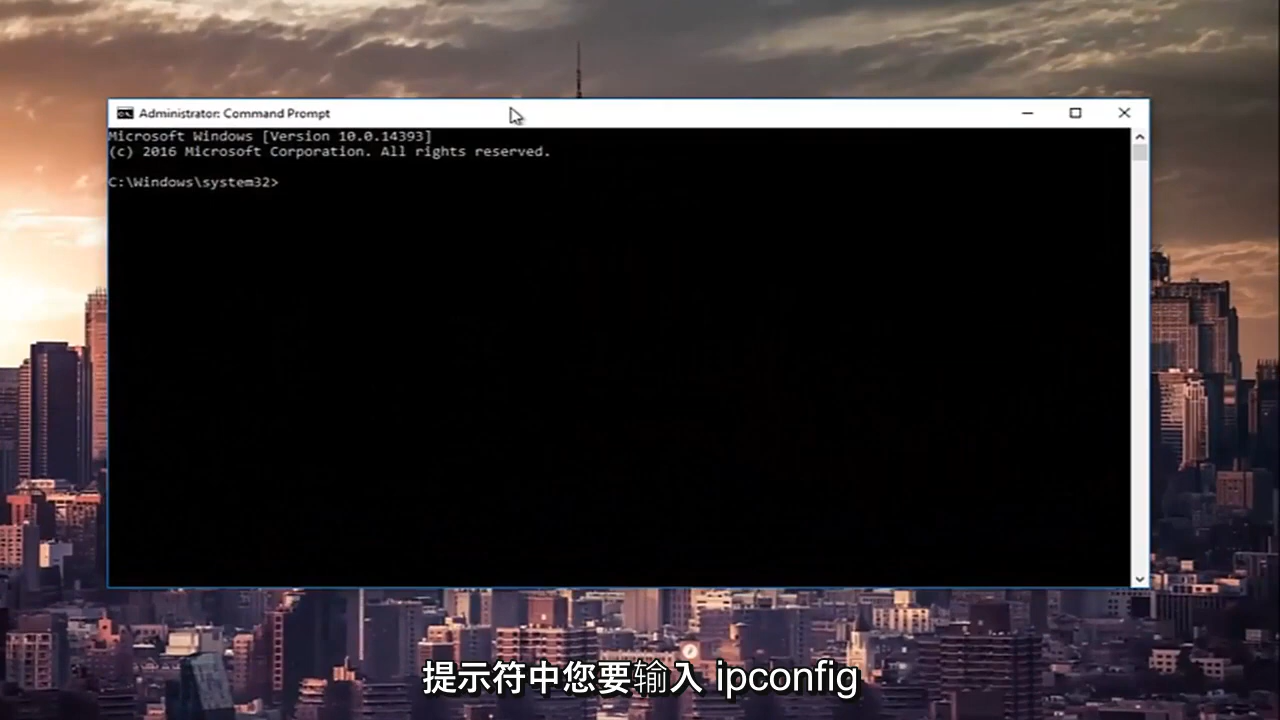 Administrator: Command Prompt
Microsoft Windows [Version 10.0.14393]
(c) 2016 Microsoft Corporation. All rights reserved.
C:\Windows\system32>
提示符中您要输入 ipconfig